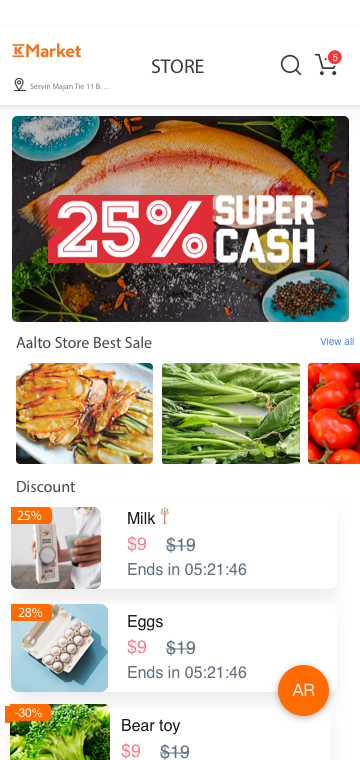 K Market
STORE
5
Servin Majan Tie 11 B....
25% SUPER
CASH
Aalto Store Best Sale
View all
Discount
25%
Milk
$9 $19
Ends in 05:21:46
28%
Eggs
$9 $19
Ends in 05:21:46
AR
-30%
Bear toy
$9 $19